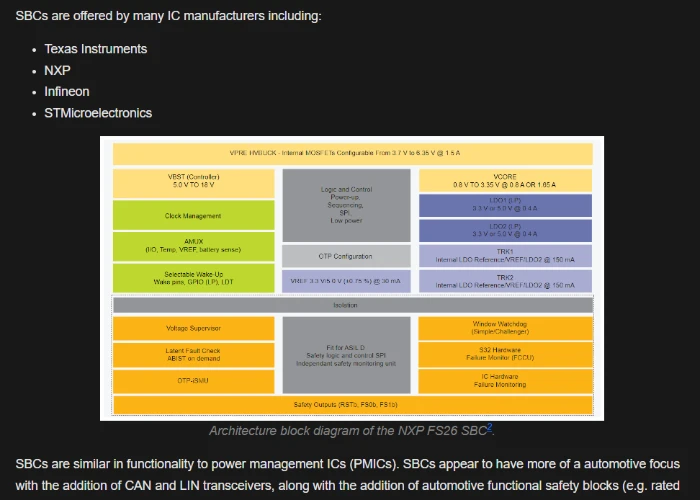 SBCs are offered by many IC manufacturers including:
Texas Instruments
NXP
Infineon
STMicroelectronics
VPRE HVBUCK - Internal MOSFETs Configurable From 3.7 V to 6.35 V @ 1.5 A
VBST (Controller)
5.0 V TO 18 V
Clock Management
AMUX
(I/O, Temp, VREF, battery sense)
Selectable Wake-Up
Wake pins, GPIO (LP), LDT
Logic and Control
Power-up,
Sequencing,
SPI,
Low power
OTP Configuration
VREF 3.3 V/5.0 V (±0.75 %) @ 30 mA
VCORE
0.8 V TO 3.35 V @ 0.8 A OR 1.65 A
LDO1 (LP)
3.3 V or 5.0 V @ 0.4 A
LDO2 (LP)
3.3 V or 5.0 V @ 0.4 A
TRK1
Internal LDO Reference/VREF/LDO2 @ 150 mA
TRK2
Internal LDO Reference/VREF/LDO2 @ 150 mA
Isolation
Voltage Supervisor
Latent Fault Check
ABIST on demand
OTP-iSMU
Fit for ASIL D
Safety logic and control SPI
Independant safety monitoring unit
Window Watchdog
(Simple/Challenger)
S32 Hardware
Failure Monitor (FCCU)
IC Hardware
Failure Monitoring
Safety Outputs (RSTb, FS0b, FS1b)
Architecture block diagram of the NXP FS26 SBC2.
SBCs are similar in functionality to power management ICs (PMICs). SBCs appear to have more of a automotive focus
with the addition of CAN and LIN transceivers, along with the addition of automotive functional safety blocks (e.g. rated